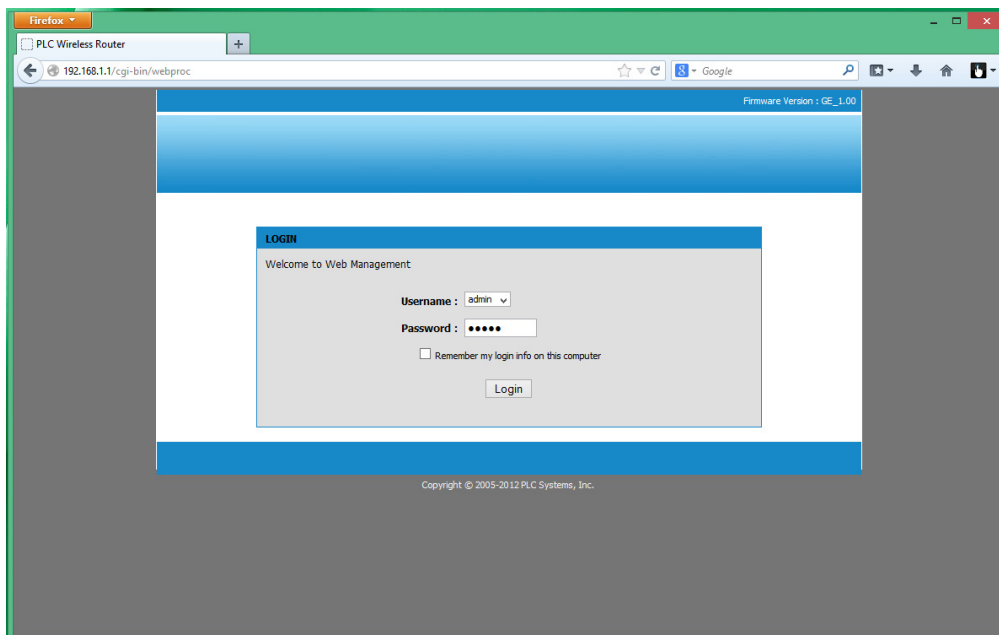 Firefox
PLC Wireless Router
192.168.1.1/cgi-bin/webproc
Google
Firmware Version : GE_1.00
LOGIN
Welcome to Web Management
Username : admin
Password : •••••
Remember my login info on this computer
Login
Copyright © 2005-2012 PLC Systems, Inc.